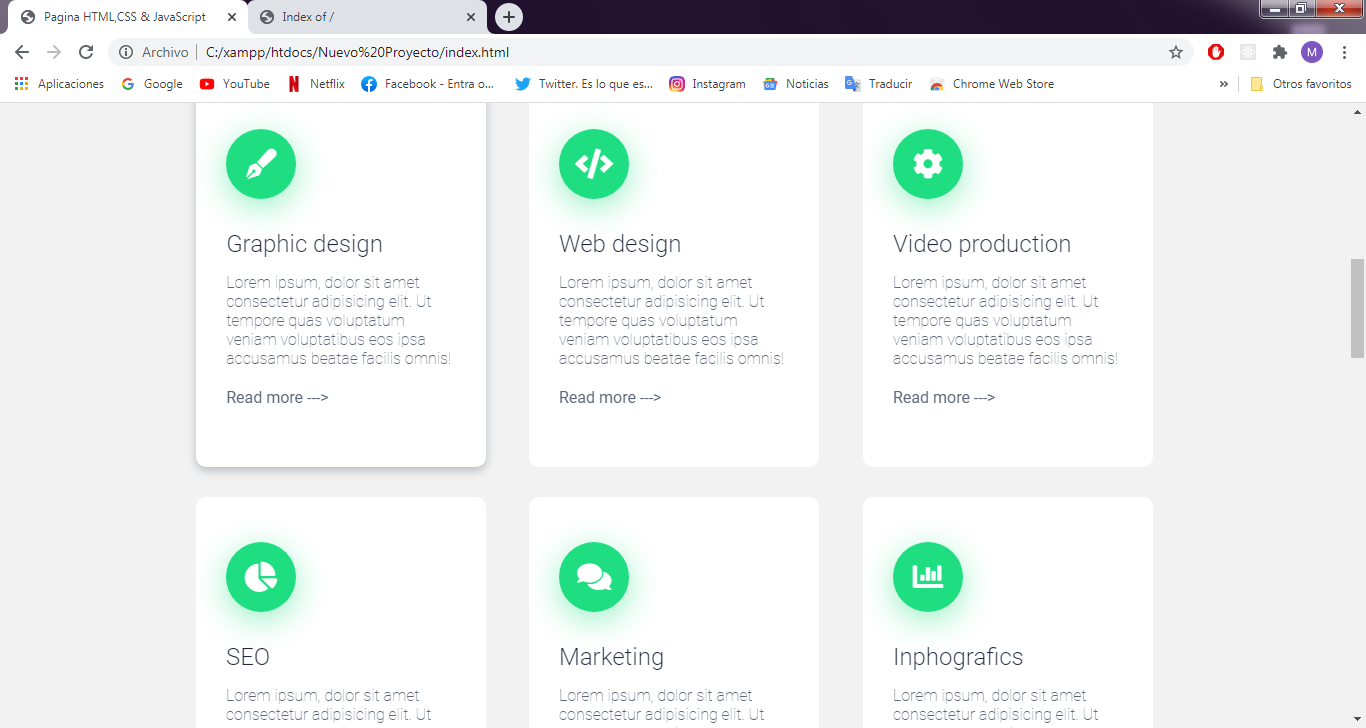 Pagina HTML,CSS & JavaScript
Index of /
Archivo
C:/xampp/htdocs/Nuevo%20Proyecto/index.html
M
Aplicaciones
Google
YouTube
Netflix
Facebook - Entra o...
Twitter. Es lo que es...
Instagram
Noticias
Traducir
Chrome Web Store
»
Otros favoritos
Graphic design
Lorem ipsum, dolor sit amet
consectetur adipisicing elit. Ut
tempore quas voluptatum
veniam voluptatibus eos ipsa
accusamus beatae facilis omnis!
Read more --->
Web design
Lorem ipsum, dolor sit amet
consectetur adipisicing elit. Ut
tempore quas voluptatum
veniam voluptatibus eos ipsa
accusamus beatae facilis omnis!
Read more --->
Video production
Lorem ipsum, dolor sit amet
consectetur adipisicing elit. Ut
tempore quas voluptatum
veniam voluptatibus eos ipsa
accusamus beatae facilis omnis!
Read more --->
SEO
Lorem ipsum, dolor sit amet
consectetur adipisicing elit. Ut
Marketing
Lorem ipsum, dolor sit amet
consectetur adipisicing elit. Ut
Inphografics
Lorem ipsum, dolor sit amet
consectetur adipisicing elit. Ut